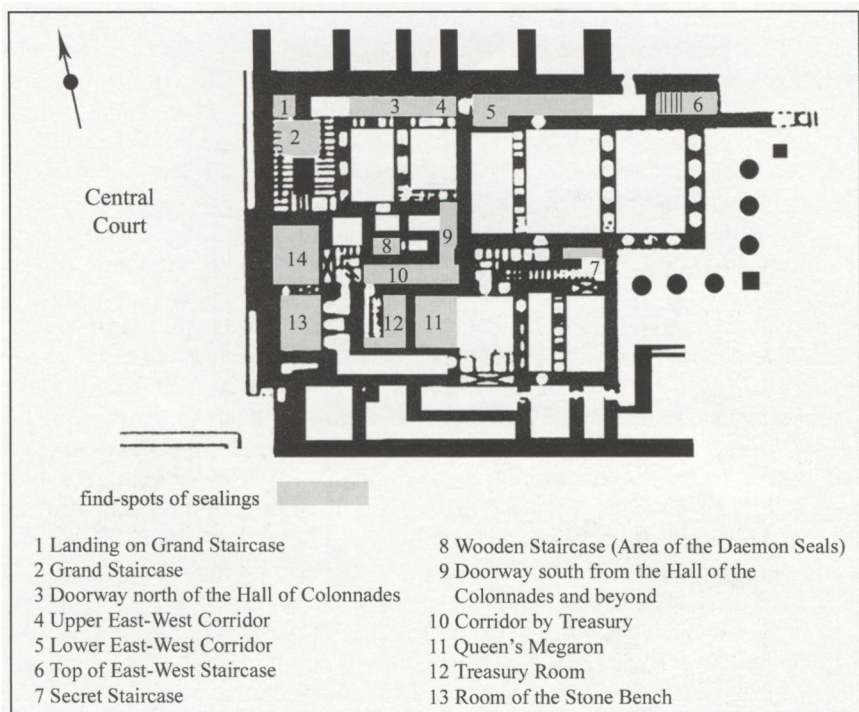 1
3
4
5
6
2
Central
Court
9
8
14
7
10
13
12
11
find-spots of sealings
1 Landing on Grand Staircase
2 Grand Staircase
3 Doorway north of the Hall of Colonnades
4 Upper East-West Corridor
5 Lower East-West Corridor
6 Top of East-West Staircase
7 Secret Staircase
8 Wooden Staircase (Area of the Daemon Seals)
9 Doorway south from the Hall of the
Colonnades and beyond
10 Corridor by Treasury
11 Queen's Megaron
12 Treasury Room
13 Room of the Stone Bench